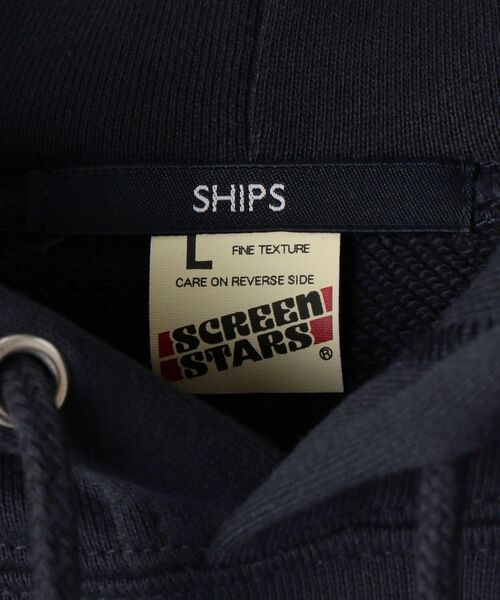 SHIPS
L FINE TEXTURE
CARE ON REVERSE SIDE
SCREEN
STARS ®